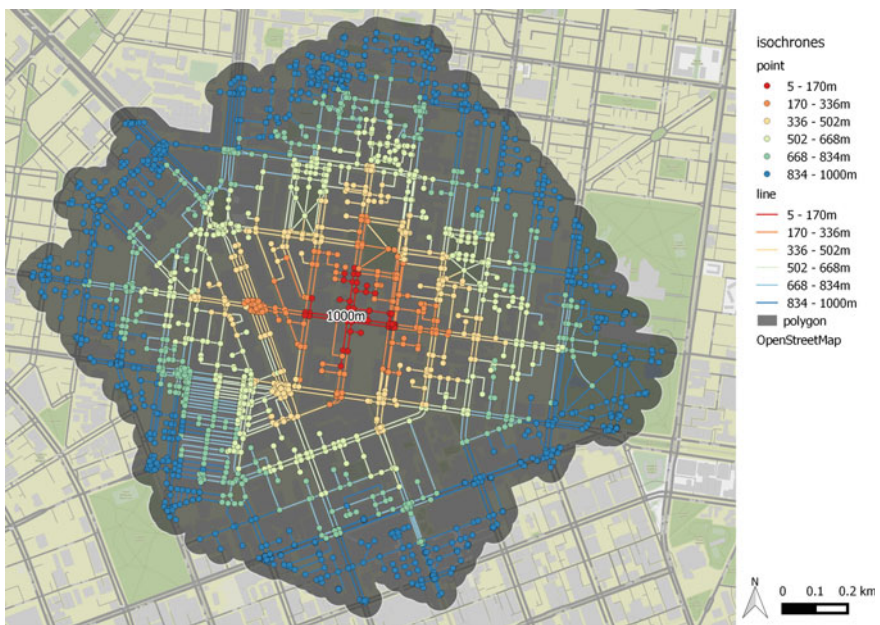 isochrones
point
5 - 170m
170 - 336m
336 - 502m
502 - 668m
668 - 834m
834 - 1000m
line
5 - 170m
170 - 336m
336 - 502m
502 - 668m
668 - 834m
834 - 1000m
polygon
OpenStreetMap
1000m
N
0 0.1 0.2 km